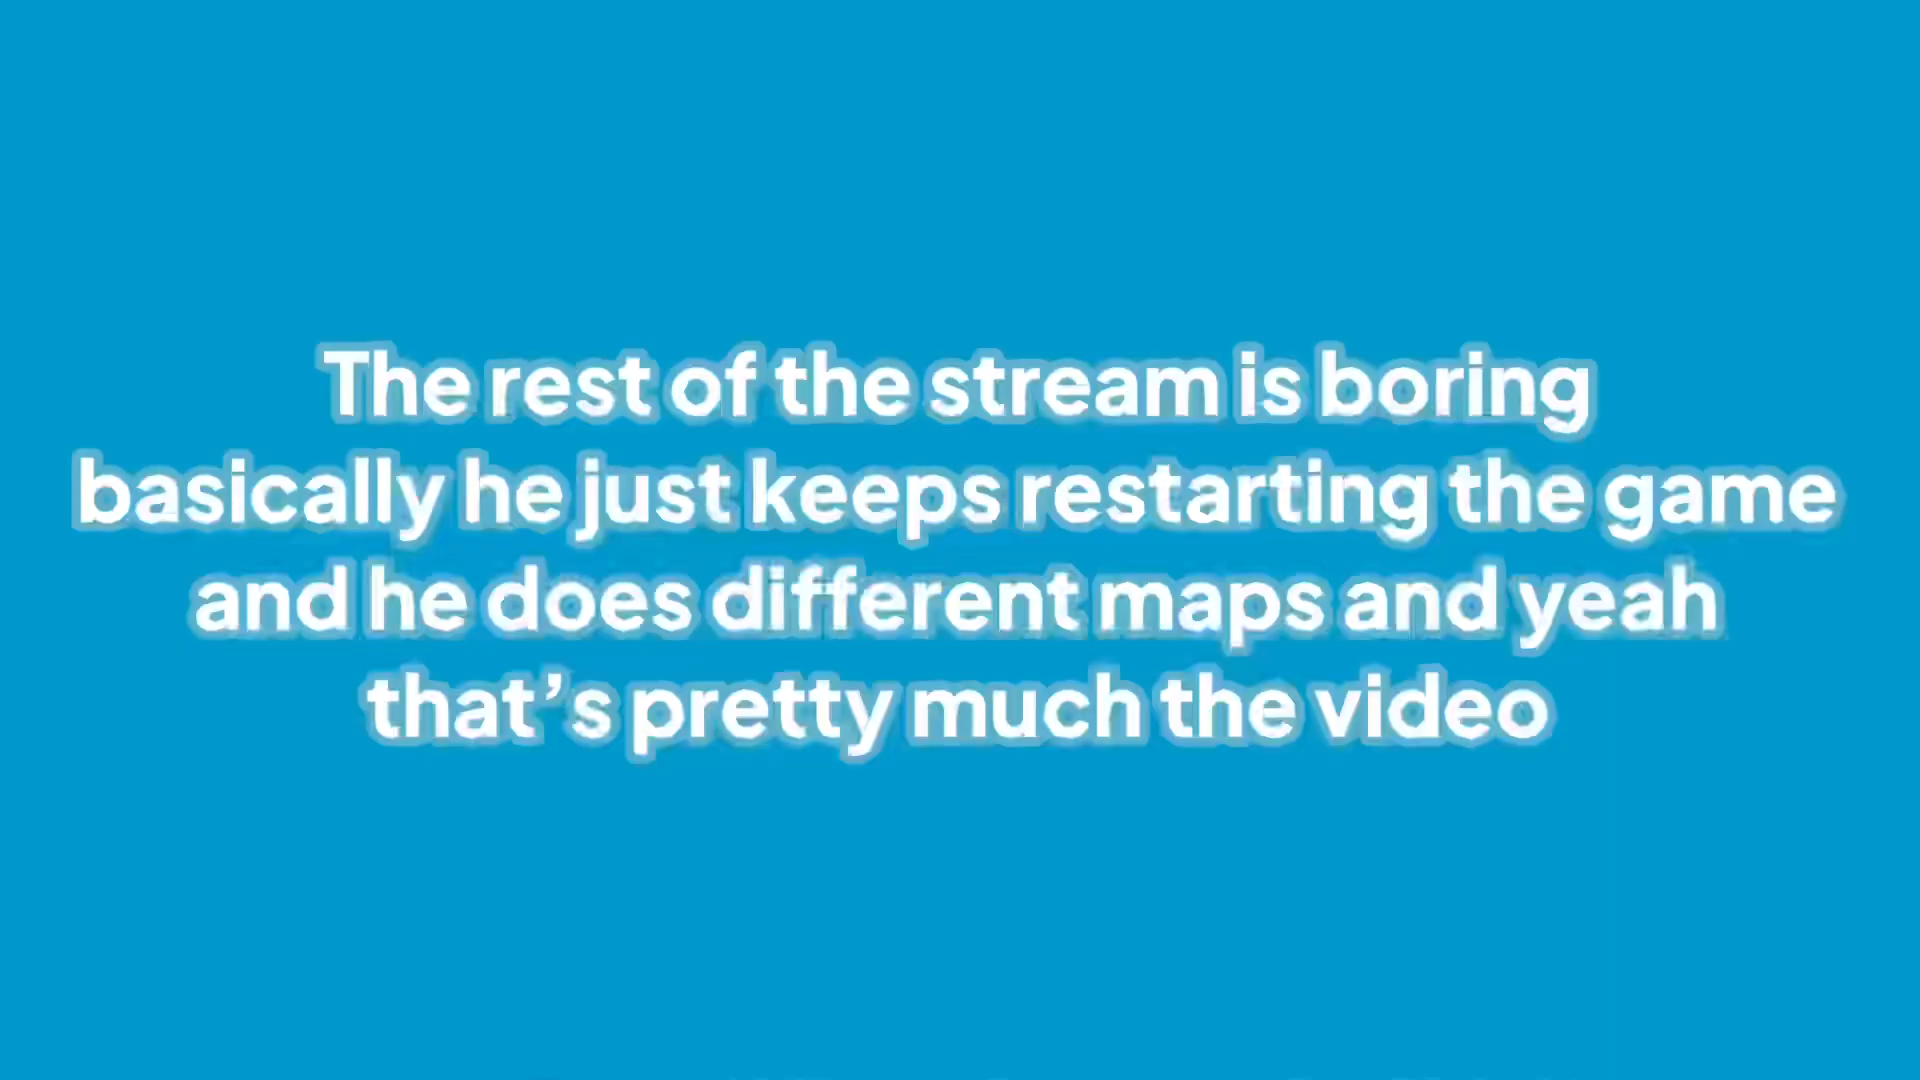 The rest of the stream is boring
basically he just keeps restarting the game
and he does different maps and yeah
that’s pretty much the video